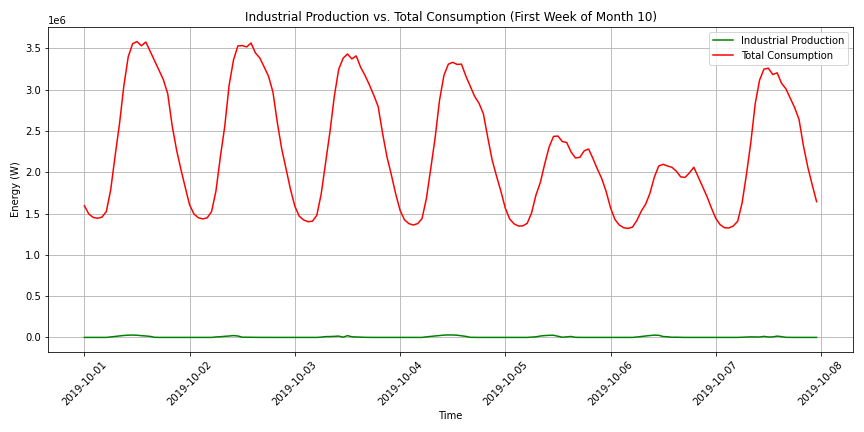 Industrial Production vs. Total Consumption (First Week of Month 10)
1e6
Industrial Production
Total Consumption
3.5
3.0
2.5
2.0
1.5
1.0
0.5
0.0
Energy (W)
2019-10-01
2019-10-02
2019-10-03
2019-10-04
2019-10-05
2019-10-06
2019-10-07
2019-10-08
Time